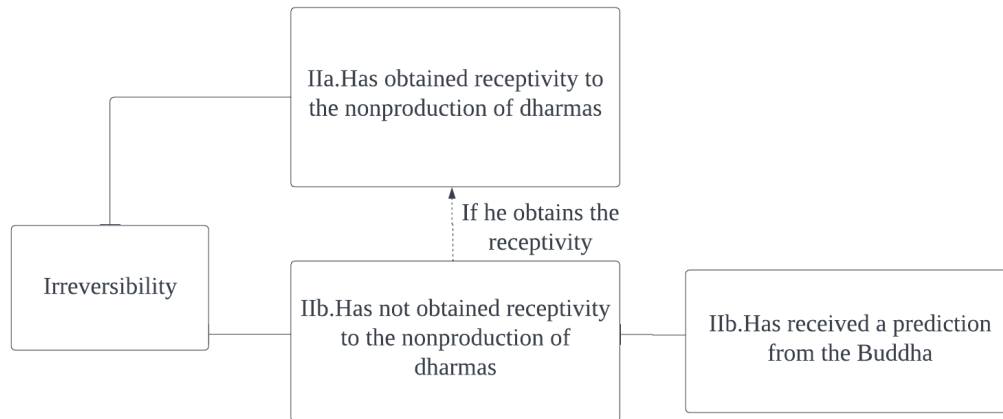 IIa.Has obtained receptivity to
the nonproduction of dharmas
If he obtains the
receptivity
Irreversibility
IIb.Has not obtained receptivity
to the nonproduction of
dharmas
IIb.Has received a prediction
from the Buddha